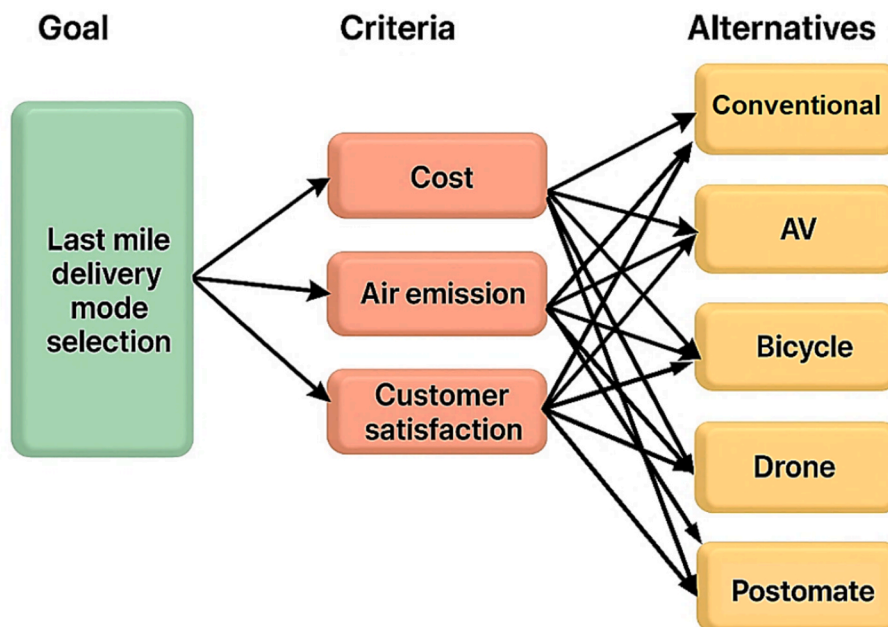 Goal
Criteria
Alternatives
Last mile
delivery
mode
selection
Cost
Air emission
Customer
satisfaction
Conventional
AV
Bicycle
Drone
Postomate